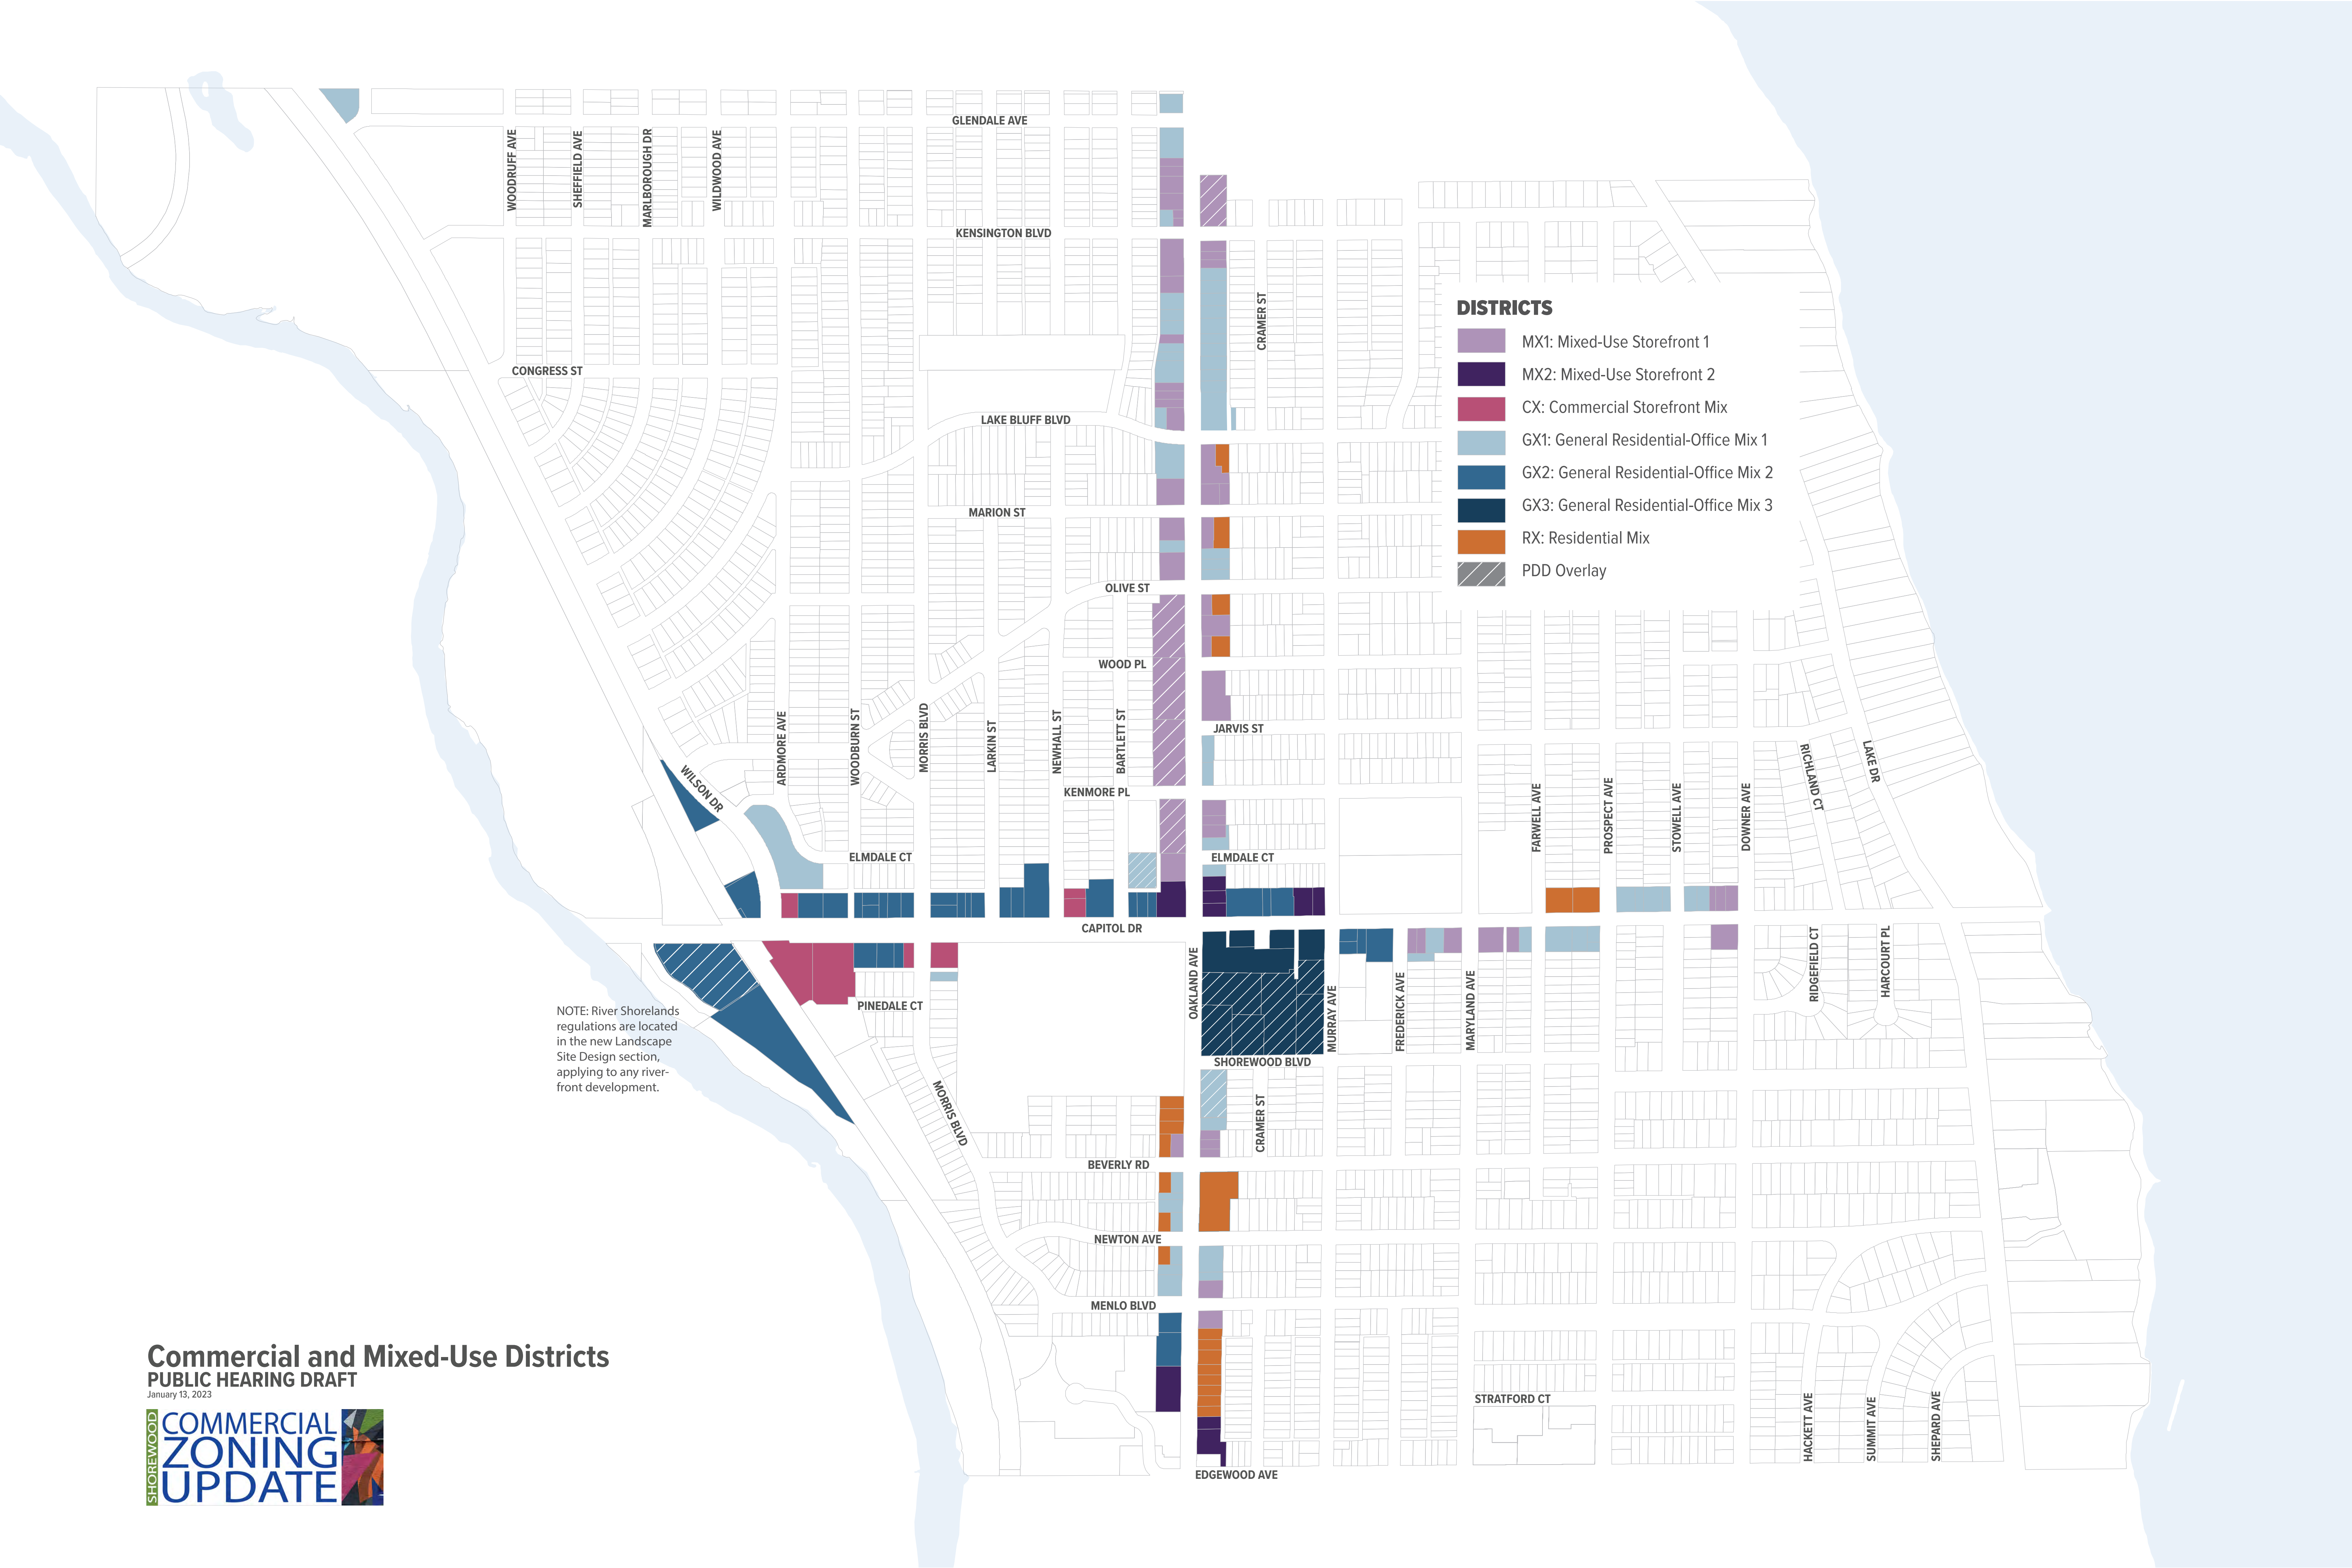 GLENDALE AVE
WOODRUFF AVE
SHEFFIELD AVE
MARLBOROUGH DR
WILDWOOD AVE
KENSINGTON BLVD
CRAMER ST
CONGRESS ST
LAKE BLUFF BLVD
MARION ST
OLIVE ST
WOOD PL
DISTRICTS
MX1: Mixed-Use Storefront 1
MX2: Mixed-Use Storefront 2
CX: Commercial Storefront Mix
GX1: General Residential-Office Mix 1
GX2: General Residential-Office Mix 2
GX3: General Residential-Office Mix 3
RX: Residential Mix
PDD Overlay
WILSON DR
ARDMORE AVE
WOODBURN ST
MORRIS BLVD
LARKIN ST
NEWHALL ST
BARTLETT ST
JARVIS ST
KENMORE PL
FARWELL AVE
PROSPECT AVE
STOWELL AVE
DOWNER AVE
RICHLAND CT
LAKE DR
ELMDALE CT
ELMDALE CT
CAPITOL DR
OAKLAND AVE
PINEDALE CT
MURRAY AVE
FREDERICK AVE
MARYLAND AVE
RIDGEFIELD CT
HARCOURT PL
NOTE: River Shorelands
regulations are located
in the new Landscape
Site Design section,
applying to any river-
front development.
SHOREWOOD BLVD
MORRIS BLVD
CRAMER ST
BEVERLY RD
NEWTON AVE
MENLO BLVD
STRATFORD CT
HACKETT AVE
SUMMIT AVE
SHEPARD AVE
EDGEWOOD AVE
Commercial and Mixed-Use Districts
PUBLIC HEARING DRAFT
January 13, 2023
SHOREWOOD
COMMERCIAL
ZONING
UPDATE